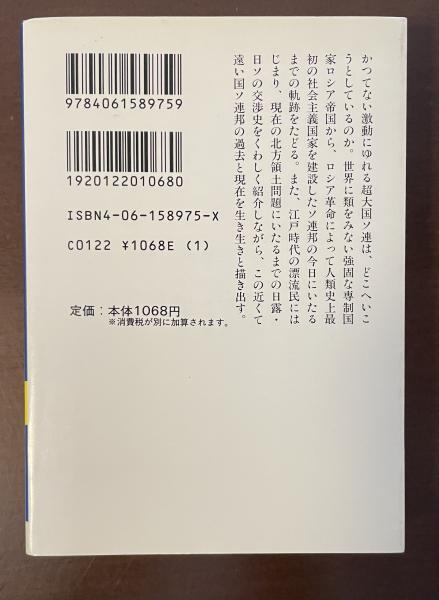 9784061589759
1920122010680
ISBN4-06-158975-X
C0122 ¥1068E (1)
定価：本体1068円
※消費税が別に加算されます。
かつてない激動にゆれる超大国ソ連は、どこへいこ
うとしているのか。世界に類をみない強固な専制国
家ロシア帝国から、ロシア革命によって人類史上最
初の社会主義国家を建設したソ連邦の今日にいたる
までの軌跡をたどる。また、江戸時代の漂流民には
じまり、現在の北方領土問題にいたるまでの日露・
日ソの交渉史をくわしく紹介しながら、この近くて
遠い国ソ連邦の過去と現在を生き生きと描き出す。